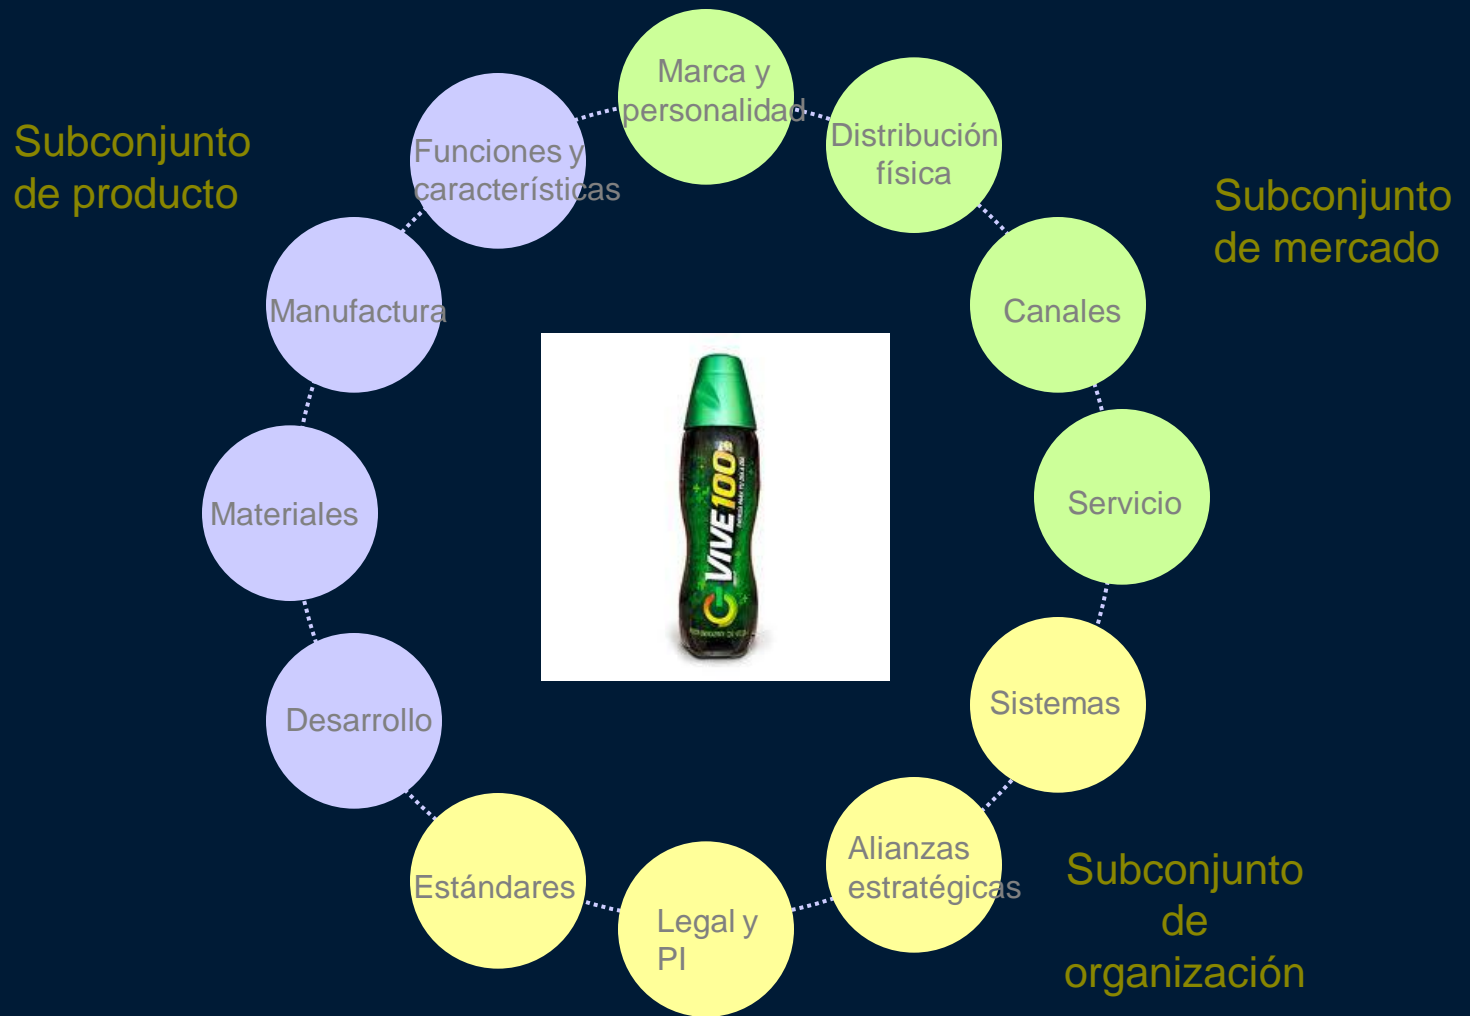 Marca y
personalidad
Distribución
física
Canales
Servicio
Sistemas
Alianzas
estratégicas
Legal y
PI
Estándares
Desarrollo
Materiales
Manufactura
Funciones y
características
Subconjunto
de producto
Subconjunto
de mercado
Subconjunto
de
organización
VIVE100%